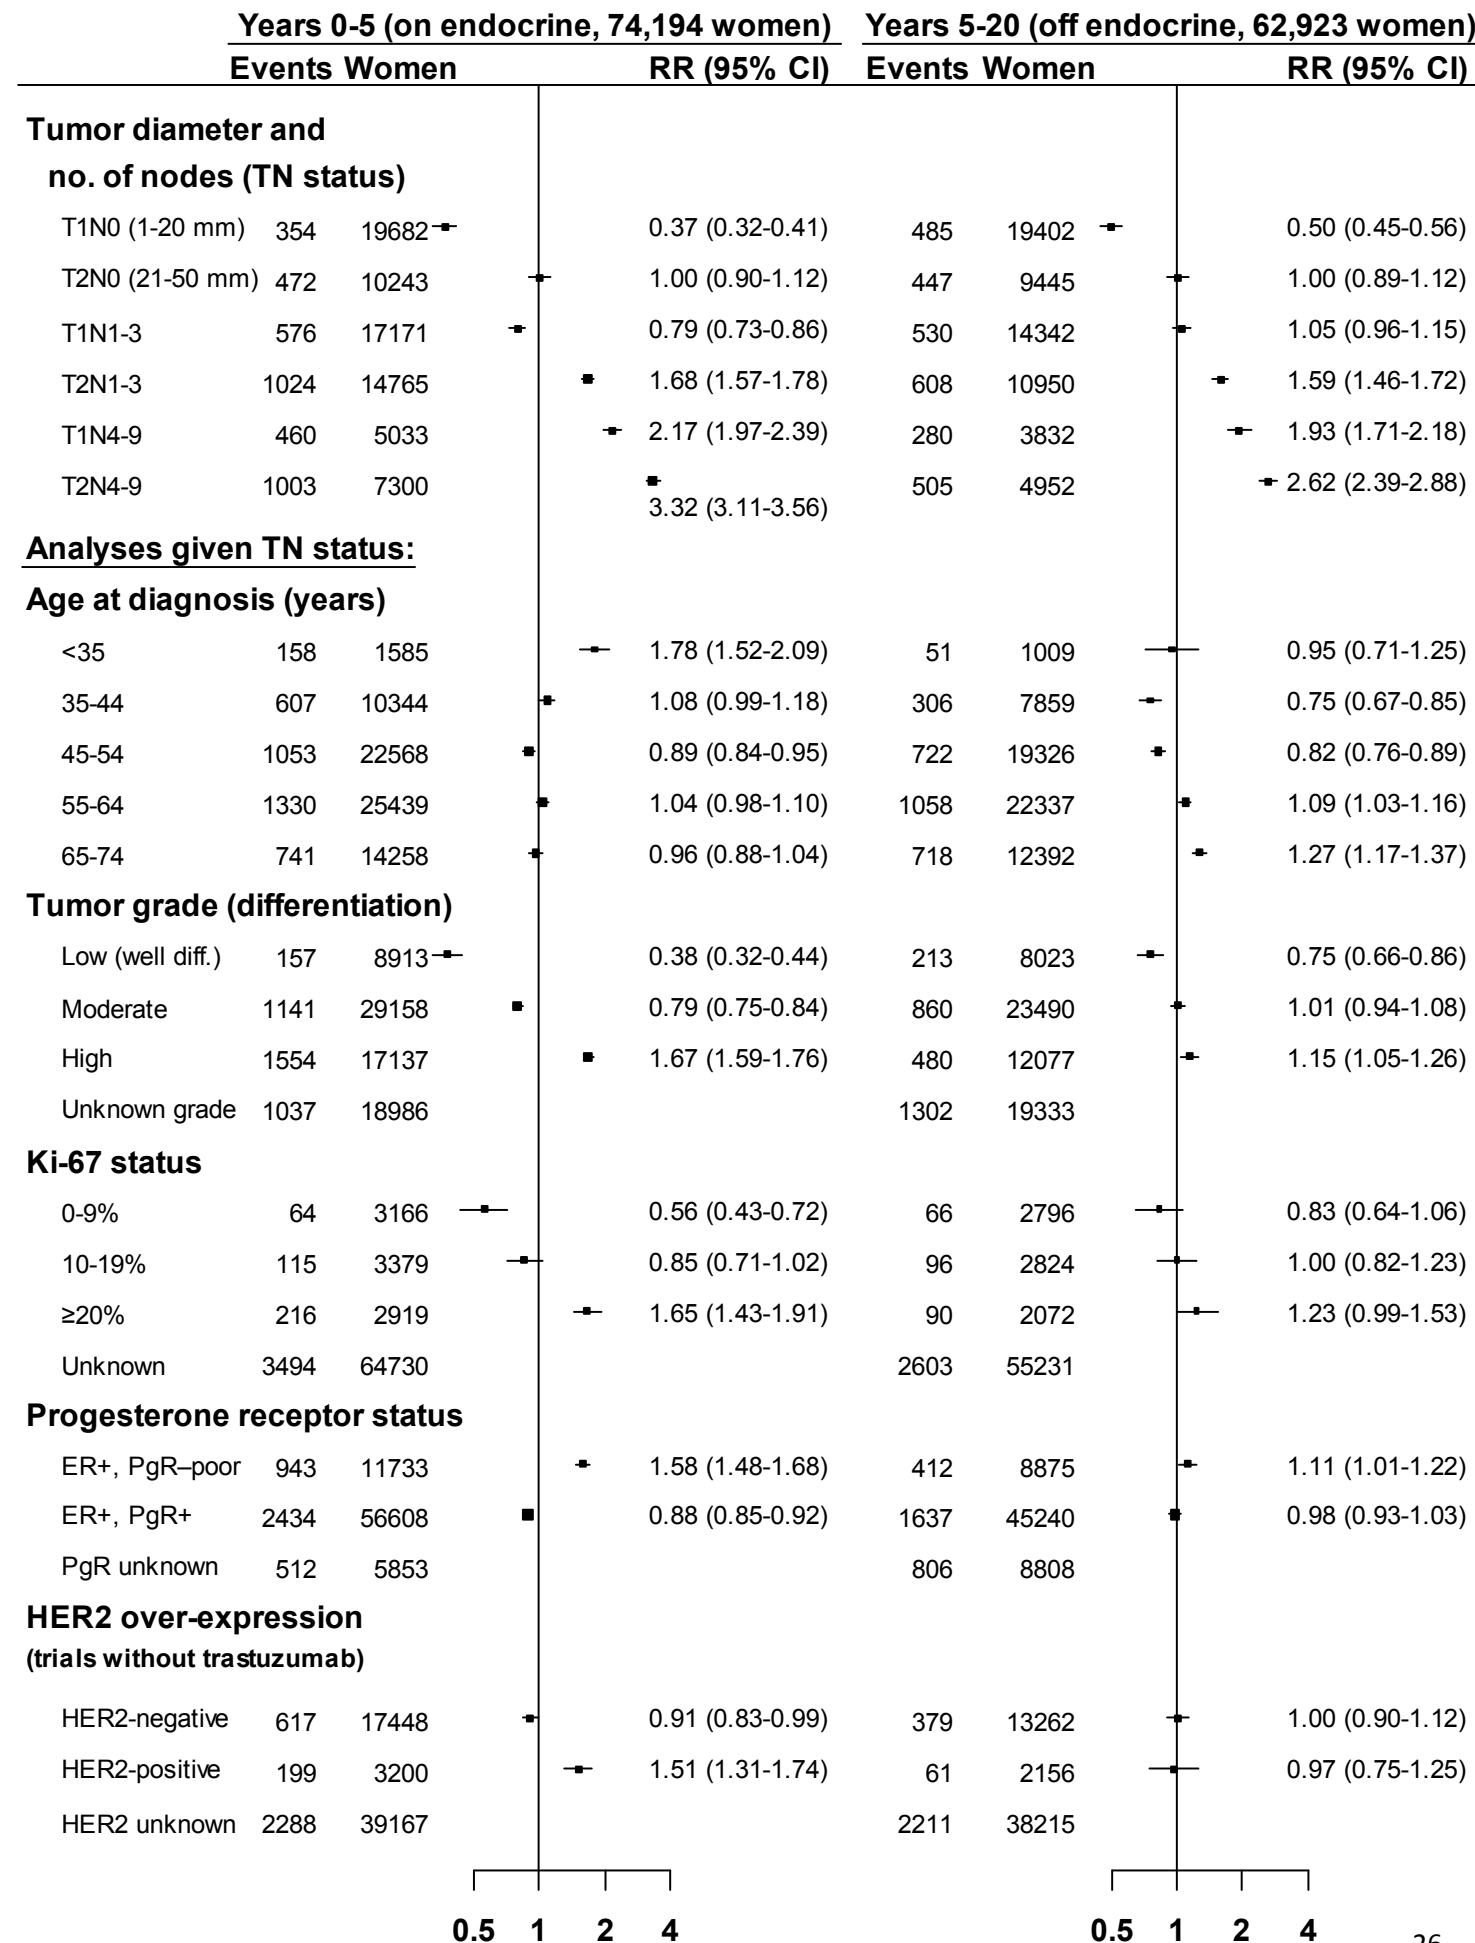 Years 0-5 (on endocrine, 74,194 women) Years 5-20 (off endocrine, 62,923 women)
Events Women RR (95% CI) Events Women RR (95% CI)
Tumor diameter and
no. of nodes (TN status)
T1N0 (1-20 mm) 354 19682 0.37 (0.32-0.41) 485 19402 0.50 (0.45-0.56)
T2N0 (21-50 mm) 472 10243 1.00 (0.90-1.12) 447 9445 1.00 (0.89-1.12)
T1N1-3 576 17171 0.79 (0.73-0.86) 530 14342 1.05 (0.96-1.15)
T2N1-3 1024 14765 1.68 (1.57-1.78) 608 10950 1.59 (1.46-1.72)
T1N4-9 460 5033 2.17 (1.97-2.39) 280 3832 1.93 (1.71-2.18)
T2N4-9 1003 7300 3.32 (3.11-3.56) 505 4952 2.62 (2.39-2.88)
Analyses given TN status:
Age at diagnosis (years)
<35 158 1585 1.78 (1.52-2.09) 51 1009 0.95 (0.71-1.25)
35-44 607 10344 1.08 (0.99-1.18) 306 7859 0.75 (0.67-0.85)
45-54 1053 22568 0.89 (0.84-0.95) 722 19326 0.82 (0.76-0.89)
55-64 1330 25439 1.04 (0.98-1.10) 1058 22337 1.09 (1.03-1.16)
65-74 741 14258 0.96 (0.88-1.04) 718 12392 1.27 (1.17-1.37)
Tumor grade (differentiation)
Low (well diff.) 157 8913 0.38 (0.32-0.44) 213 8023 0.75 (0.66-0.86)
Moderate 1141 29158 0.79 (0.75-0.84) 860 23490 1.01 (0.94-1.08)
High 1554 17137 1.67 (1.59-1.76) 480 12077 1.15 (1.05-1.26)
Unknown grade 1037 18986 1302 19333
Ki-67 status
0-9% 64 3166 0.56 (0.43-0.72) 66 2796 0.83 (0.64-1.06)
10-19% 115 3379 0.85 (0.71-1.02) 96 2824 1.00 (0.82-1.23)
≥20% 216 2919 1.65 (1.43-1.91) 90 2072 1.23 (0.99-1.53)
Unknown 3494 64730 2603 55231
Progesterone receptor status
ER+, PgR–poor 943 11733 1.58 (1.48-1.68) 412 8875 1.11 (1.01-1.22)
ER+, PgR+ 2434 56608 0.88 (0.85-0.92) 1637 45240 0.98 (0.93-1.03)
PgR unknown 512 5853 806 8808
HER2 over-expression
(trials without trastuzumab)
HER2-negative 617 17448 0.91 (0.83-0.99) 379 13262 1.00 (0.90-1.12)
HER2-positive 199 3200 1.51 (1.31-1.74) 61 2156 0.97 (0.75-1.25)
HER2 unknown 2288 39167 2211 38215
0.5 1 2 4 0.5 1 2 4